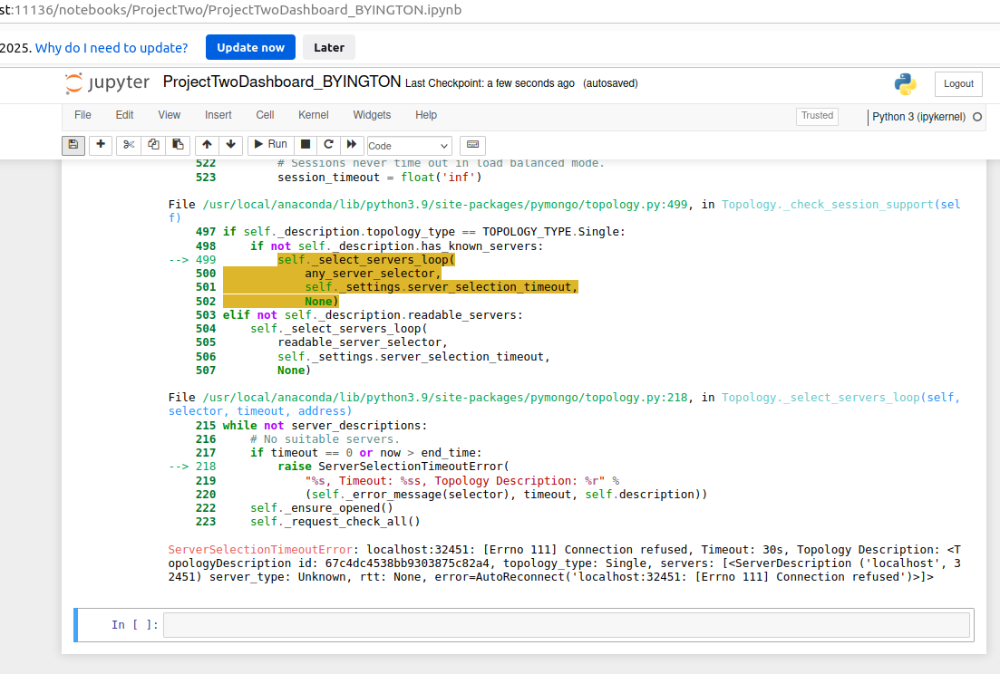 st:11136/notebooks/ProjectTwo/ProjectTwoDashboard_BYINGTON.ipynb
2025. Why do I need to update? Update now Later
jupyter ProjectTwoDashboard_BYINGTON Last Checkpoint: a few seconds ago (autosaved) Logout
File Edit View Insert Cell Kernel Widgets Help Trusted Python 3 (ipykernel)
Run Code
522 # Sessions never time out in load balanced mode.
523 session_timeout = float('inf')
File /usr/local/anaconda/lib/python3.9/site-packages/pymongo/topology.py:499, in Topology._check_session_support(sel
f)
497 if self._description.topology_type == TOPOLOGY_TYPE.Single:
498 if not self._description.has_known_servers:
--> 499 self._select_servers_loop(
500 any_server_selector,
501 self._settings.server_selection_timeout,
502 None)
503 elif not self._description.readable_servers:
504 self._select_servers_loop(
505 readable_server_selector,
506 self._settings.server_selection_timeout,
507 None)
File /usr/local/anaconda/lib/python3.9/site-packages/pymongo/topology.py:218, in Topology._select_servers_loop(self,
selector, timeout, address)
215 while not server_descriptions:
216 # No suitable servers.
217 if timeout == 0 or now > end_time:
--> 218 raise ServerSelectionTimeoutError(
219 "%s, Timeout: %ss, Topology Description: %r" %
220 (self._error_message(selector), timeout, self.description))
222 self._ensure_opened()
223 self._request_check_all()
ServerSelectionTimeoutError: localhost:32451: [Errno 111] Connection refused, Timeout: 30s, Topology Description: <T
opologyDescription id: 67c4dc4538bb9303875c82a4, topology_type: Single, servers: [<ServerDescription ('localhost', 3
2451) server_type: Unknown, rtt: None, error=AutoReconnect('localhost:32451: [Errno 111] Connection refused')>]>
In [ ]: